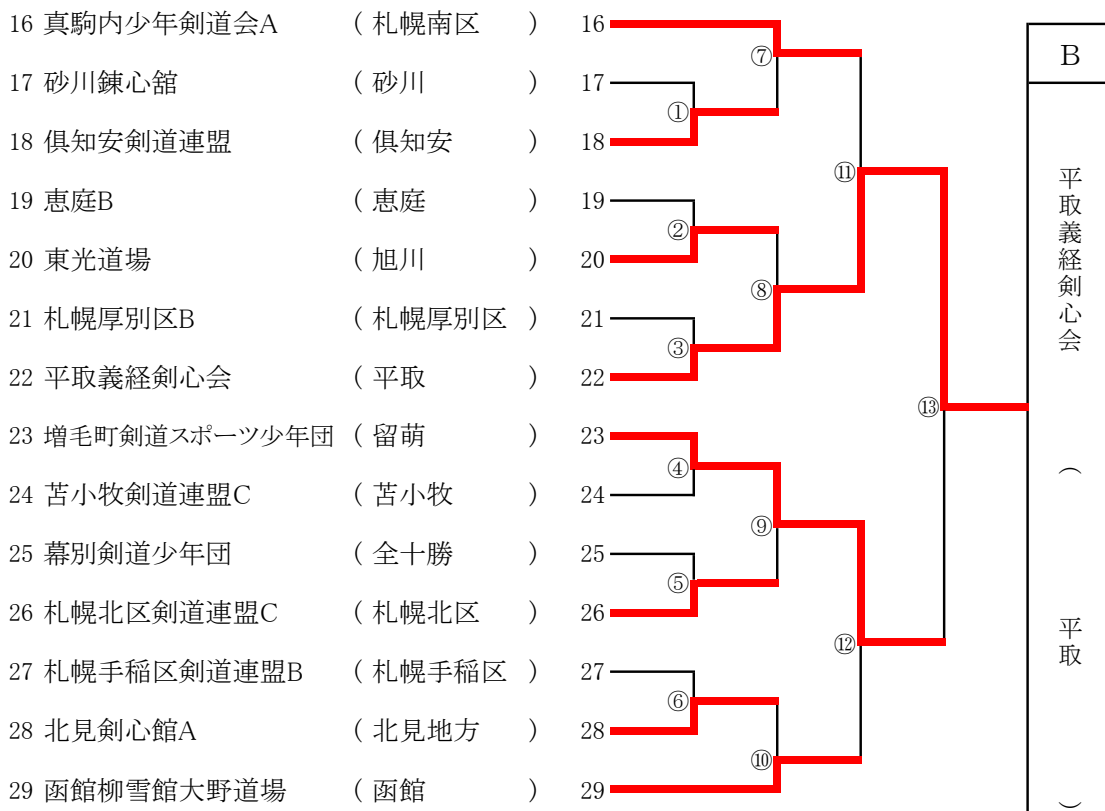 16 真駒内少年剣道会A （ 札幌南区 ） 16
17 砂川錬心舘 （ 砂川 ） 17
18 倶知安剣道連盟 （ 倶知安 ） 18
19 恵庭B （ 恵庭 ） 19
20 東光道場 （ 旭川 ） 20
21 札幌厚別区B （ 札幌厚別区 ） 21
22 平取義経剣心会 （ 平取 ） 22
23 増毛町剣道スポーツ少年団 （ 留萌 ） 23
24 苫小牧剣道連盟C （ 苫小牧 ） 24
25 幕別剣道少年団 （ 全十勝 ） 25
26 札幌北区剣道連盟C （ 札幌北区 ） 26
27 札幌手稲区剣道連盟B （ 札幌手稲区 ） 27
28 北見剣心館A （ 北見地方 ） 28
29 函館柳雪館大野道場 （ 函館 ） 29
①
②
③
④
⑤
⑥
⑦
⑧
⑨
⑩
⑪
⑫
⑬
B
平取義経剣心会
（ 平取 ）